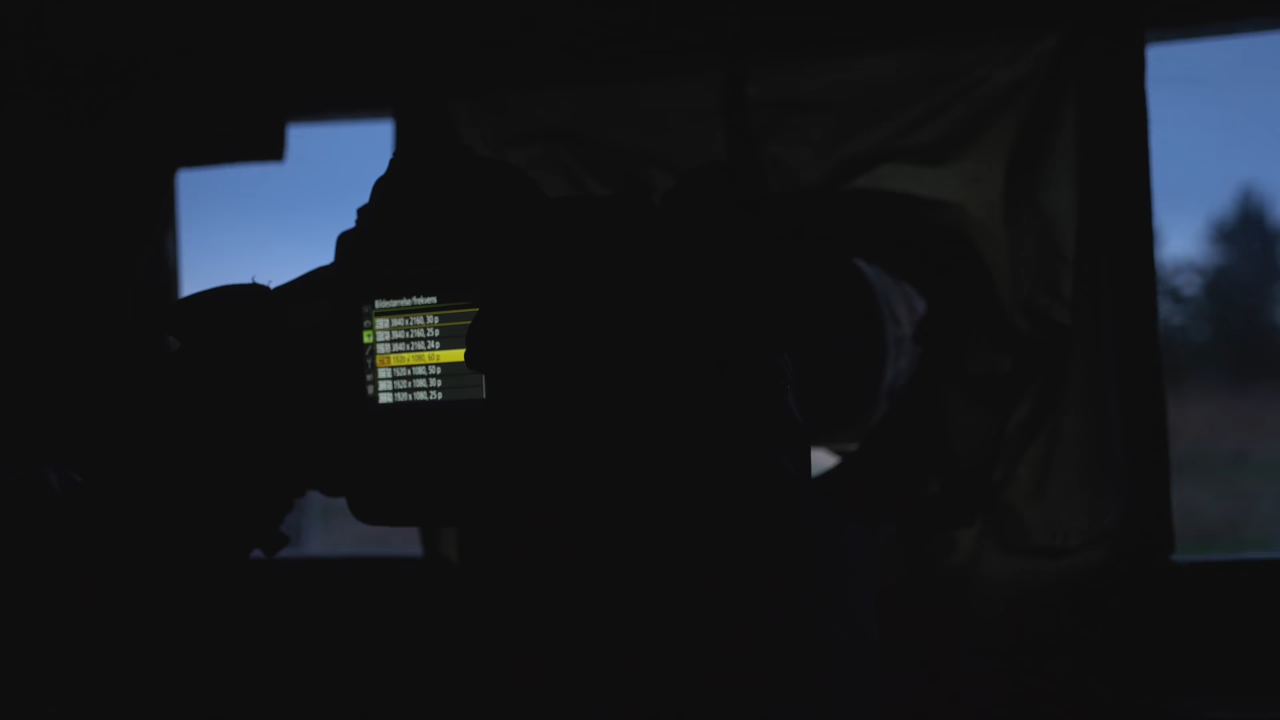 Bildestørrelse/frekvens
3840 x 2160, 30 p
3840 x 2160, 25 p
3840 x 2160, 24 p
1920 x 1080, 60 p
1920 x 1080, 50 p
1920 x 1080, 30 p
1920 x 1080, 25 p